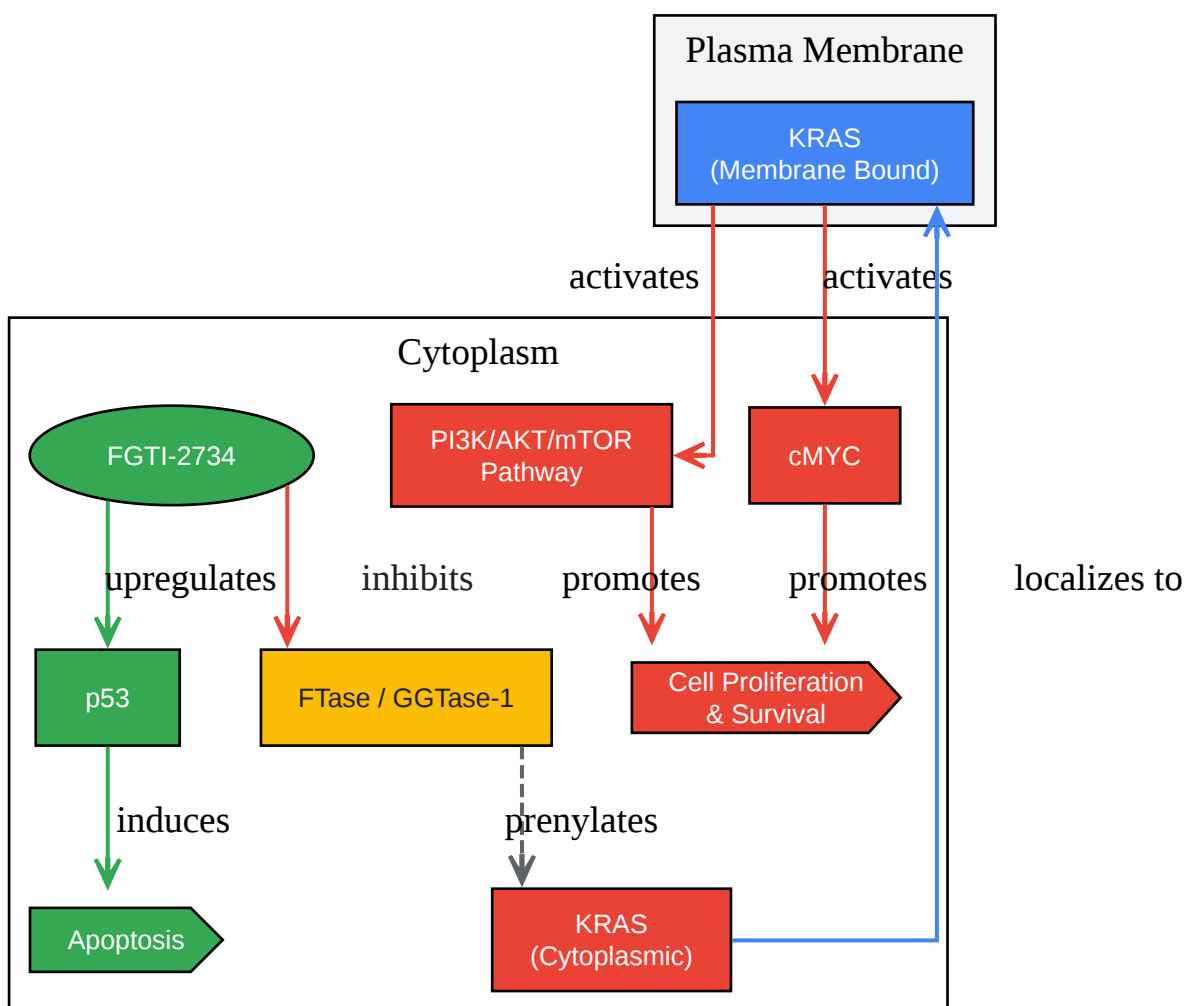 Plasma Membrane
KRAS
(Membrane Bound)
activates
activates
Cytoplasm
FGTI-2734
PI3K/AKT/mTOR
Pathway
cMYC
upregulates
inhibits
promotes
promotes
localizes to
p53
FTase / GGTase-1
Cell Proliferation
& Survival
induces
prenylates
Apoptosis
KRAS
(Cytoplasmic)